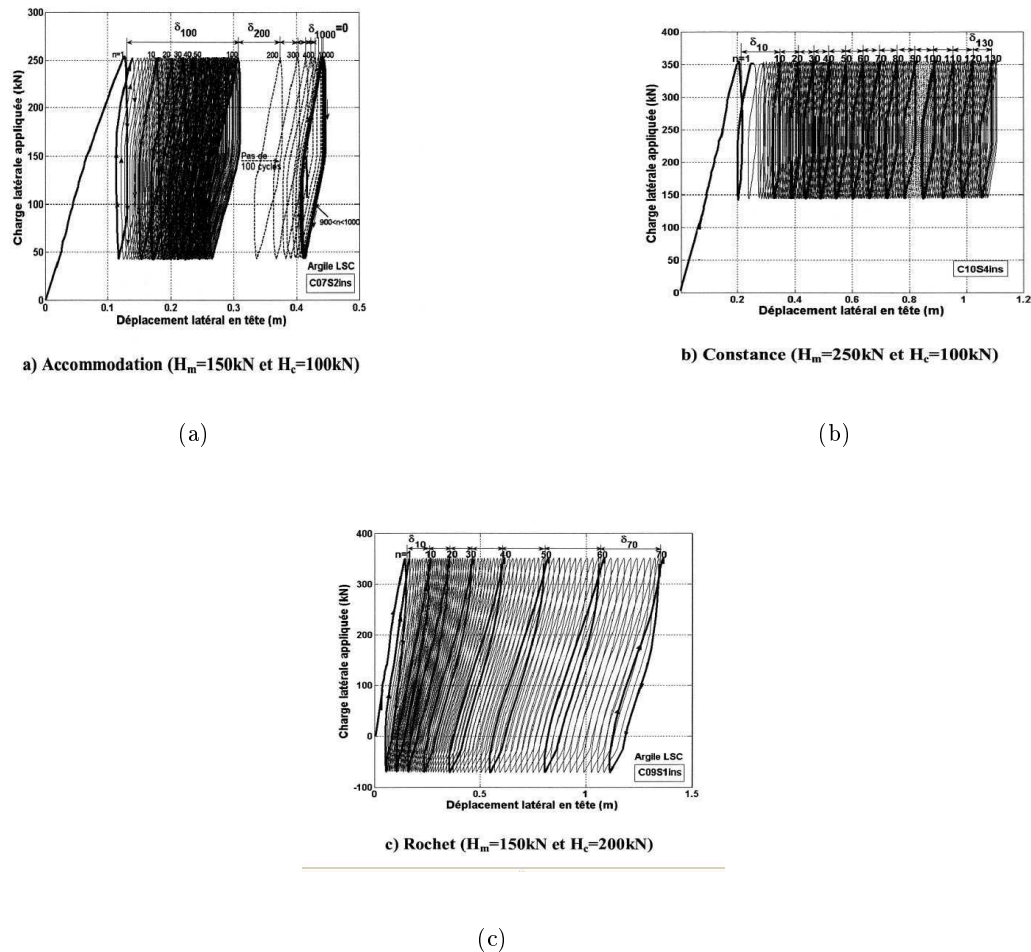 δ100 δ200 δ1000=0
n=1 10 20 30 40 50 100 200 300 400 1000
300
250
200
150
100
50
0
Charge latérale appliquée (kN)
Pas de
100 cycles
900<n<1000
Argile LSC
C07S2ins
0 0.1 0.2 0.3 0.4 0.5
Déplacement latéral en tête (m)
a) Accommodation (Hm=150kN et Hc=100kN)
(a)
δ10 δ130
n=1 10 20 30 40 50 60 70 80 90 100 110 120 130
400
350
300
250
200
150
100
50
0
Charge latérale appliquée (kN)
C10S4ins
0 0.2 0.4 0.6 0.8 1 1.2
Déplacement latéral en tête (m)
b) Constance (Hm=250kN et Hc=100kN)
(b)
δ10 δ70
n=1 10 20 30 40 50 60 70
400
300
200
100
0
-100
Charge latérale appliquée (kN)
Argile LSC
C09S1ins
0 0.5 1 1.5
Déplacement latéral en tête (m)
c) Rochet (Hm=150kN et Hc=200kN)
(c)